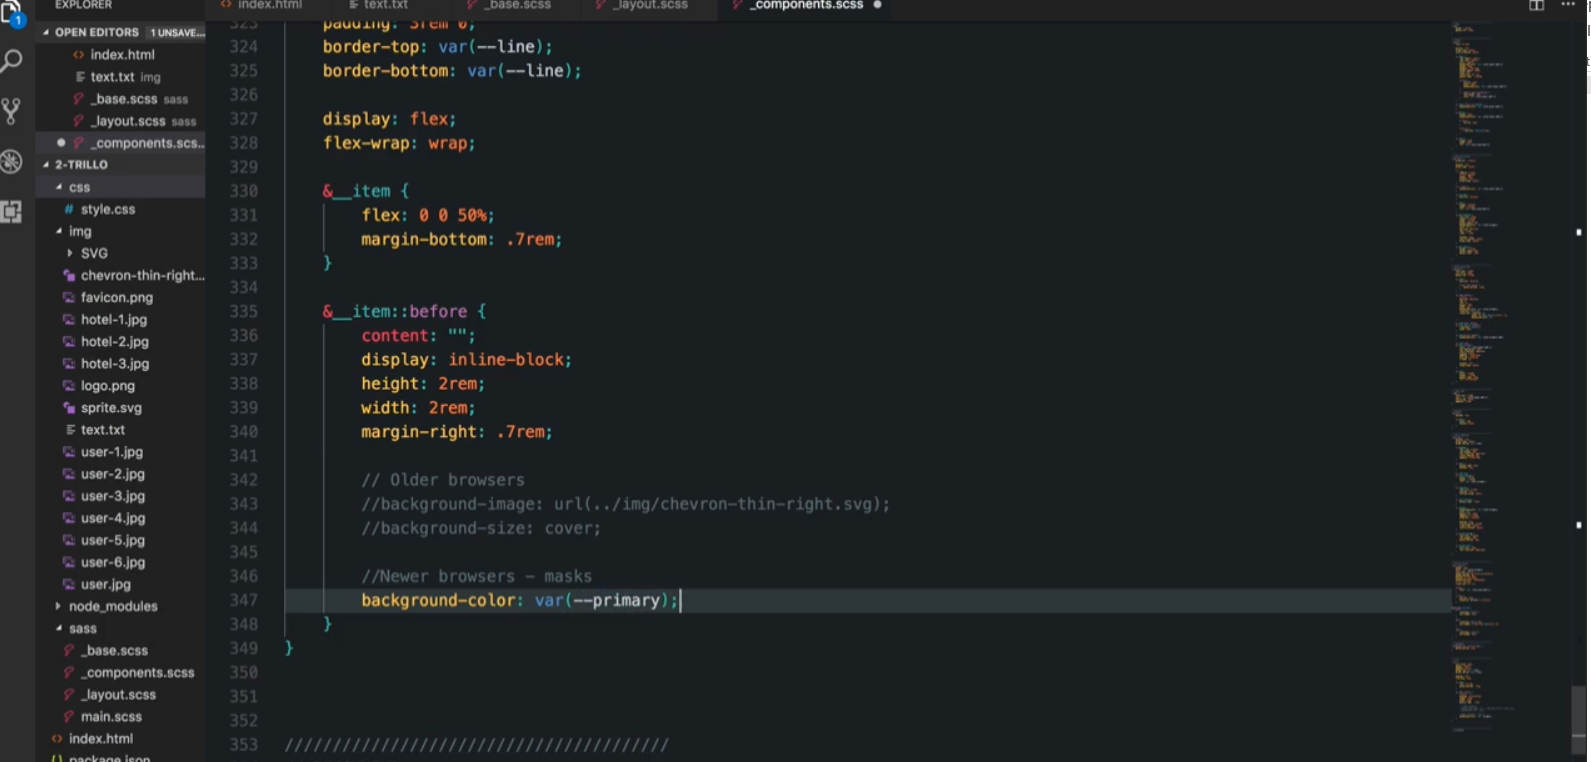 EXPLORER
index.html
text.txt
_base.scss
_layout.scss
_components.scss
1
OPEN EDITORS 1 UNSAVE...
index.html
text.txt img
_base.scss sass
_layout.scss sass
_components.scs...
2-TRILLO
css
# style.css
img
SVG
chevron-thin-right...
favicon.png
hotel-1.jpg
hotel-2.jpg
hotel-3.jpg
logo.png
sprite.svg
text.txt
user-1.jpg
user-2.jpg
user-3.jpg
user-4.jpg
user-5.jpg
user-6.jpg
user.jpg
node_modules
sass
_base.scss
_components.scss
_layout.scss
main.scss
index.html
package.json
323 padding: 3rem 0;
324 border-top: var(--line);
325 border-bottom: var(--line);
326
327 display: flex;
328 flex-wrap: wrap;
329
330 &__item {
331 flex: 0 0 50%;
332 margin-bottom: .7rem;
333 }
334
335 &__item::before {
336 content: "";
337 display: inline-block;
338 height: 2rem;
339 width: 2rem;
340 margin-right: .7rem;
341
342 // Older browsers
343 //background-image: url(../img/chevron-thin-right.svg);
344 //background-size: cover;
345
346 //Newer browsers - masks
347 background-color: var(--primary);
348 }
349 }
350
351
352
353 ////////////////////////////////////////